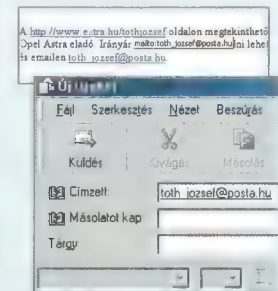 A http://www.extra.hu/tothjozsef oldalon megtekinthető
Opel Astra eladó. Irányár mailto:toth_jozsef@posta.hu ni lehet
és emailen toth_jozsef@posta.hu.
Új
Fájl Szerkesztés Nézet Beszúrás
Küldés Kivágás Másolás
Címzett: toth_jozsef@posta.hu
Másolatot kap:
Tárgy: